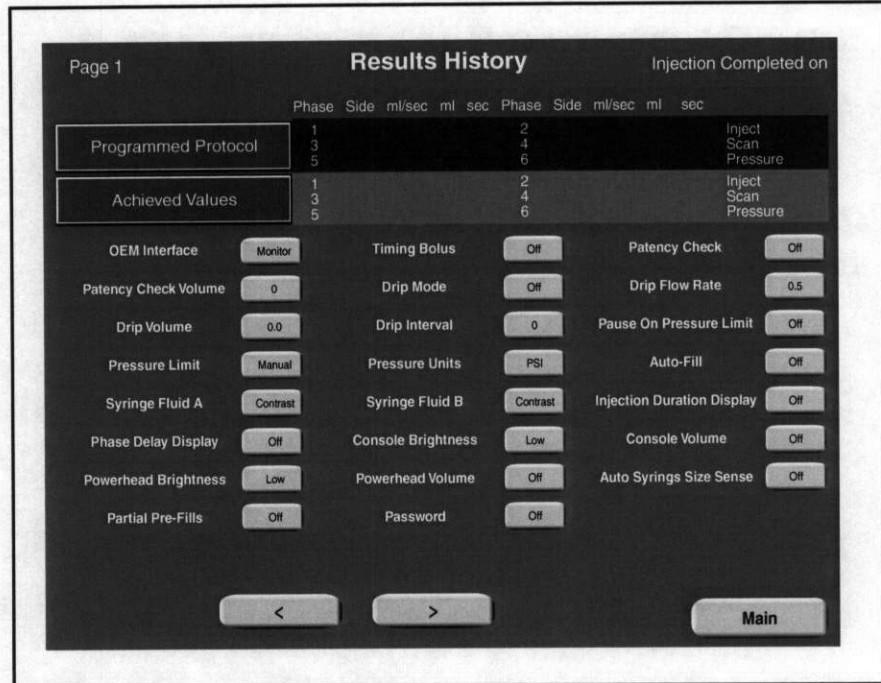 Page 1 Results History Injection Completed on
Phase Side ml/sec ml sec Phase Side ml/sec ml sec
Programmed Protocol
1 2 Inject
3 4 Scan
5 6 Pressure
Achieved Values
1 2 Inject
3 4 Scan
5 6 Pressure
OEM Interface Monitor Timing Bolus Off Patency Check Off
Patency Check Volume 0 Drip Mode Off Drip Flow Rate 0.5
Drip Volume 0.0 Drip Interval 0 Pause On Pressure Limit Off
Pressure Limit Manual Pressure Units PSI Auto-Fill Off
Syringe Fluid A Contrast Syringe Fluid B Contrast Injection Duration Display Off
Phase Delay Display Off Console Brightness Low Console Volume Off
Powerhead Brightness Low Powerhead Volume Off Auto Syrings Size Sense Off
Partial Pre-Fills Off Password Off
< > Main